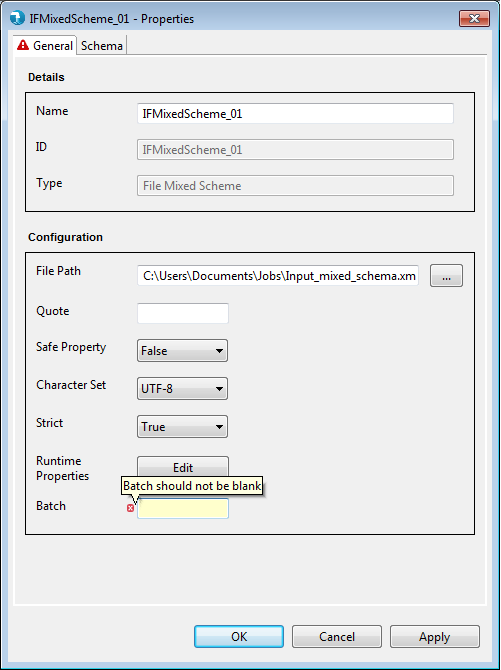 IFMixedScheme_01 - Properties
General Schema
Details
Name IFMixedScheme_01
ID IFMixedScheme_01
Type File Mixed Scheme
Configuration
File Path C:\Users\Documents\Jobs\Input_mixed_schema.xm ...
Quote
Safe Property False
Character Set UTF-8
Strict True
Runtime
Properties Edit
Batch should not be blank
Batch
OK Cancel Apply